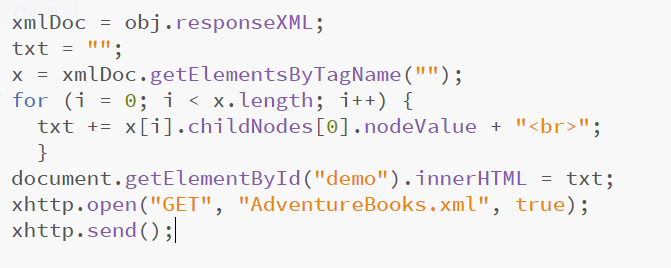 xmlDoc = obj.responseXML;
txt = "";
x = xmlDoc.getElementsByTagName("");
for (i = 0; i < x.length; i++) {
  txt += x[i].childNodes[0].nodeValue + "<br>";
  }
document.getElementById("demo").innerHTML = txt;
xhttp.open("GET", "AdventureBooks.xml", true);
xhttp.send();